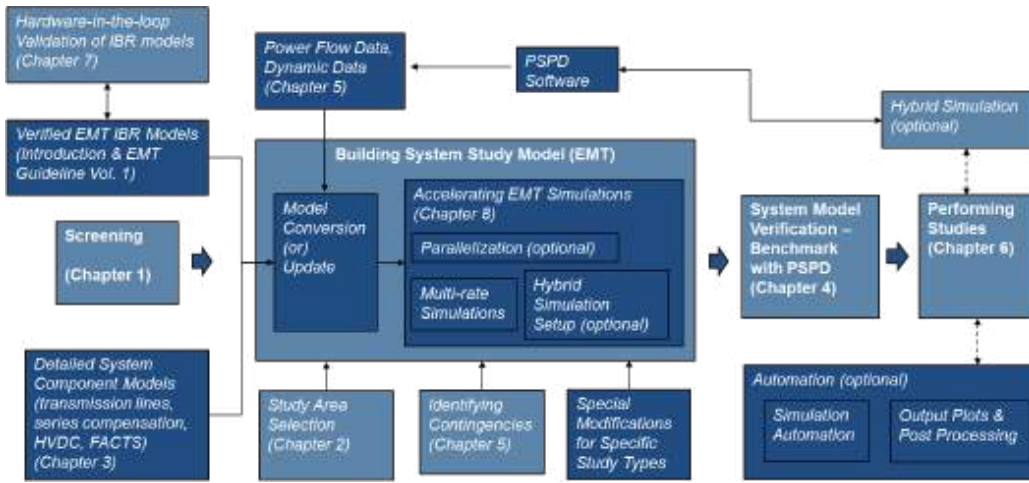 Hardware-in-the-loop
Validation of IBR models
(Chapter 7)
Power Flow Data,
Dynamic Data
(Chapter 5)
PSPD
Software
Hybrid Simulation
(optional)
Verified EMT IBR Models
(Introduction & EMT
Guideline Vol. 1)
Building System Study Model (EMT)
Screening
(Chapter 1)
Model
Conversion
(or)
Update
Accelerating EMT Simulations
(Chapter 8)
Parallelization (optional)
Multi-rate
Simulations
Hybrid
Simulation
Setup (optional)
System Model
Verification –
Benchmark
with PSPD
(Chapter 4)
Performing
Studies
(Chapter 6)
Detailed System
Component Models
(transmission lines,
series compensation,
HVDC, FACTS)
(Chapter 3)
Study Area
Selection
(Chapter 2)
Identifying
Contingencies
(Chapter 5)
Special
Modifications
for Specific
Study Types
Automation (optional)
Simulation
Automation
Output Plots &
Post Processing